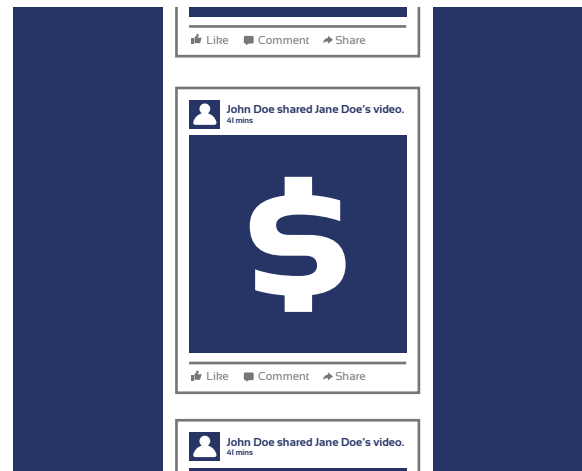 Like Comment Share
John Doe shared Jane Doe's video.
41 mins
$
Like Comment Share
John Doe shared Jane Doe's video.
41 mins